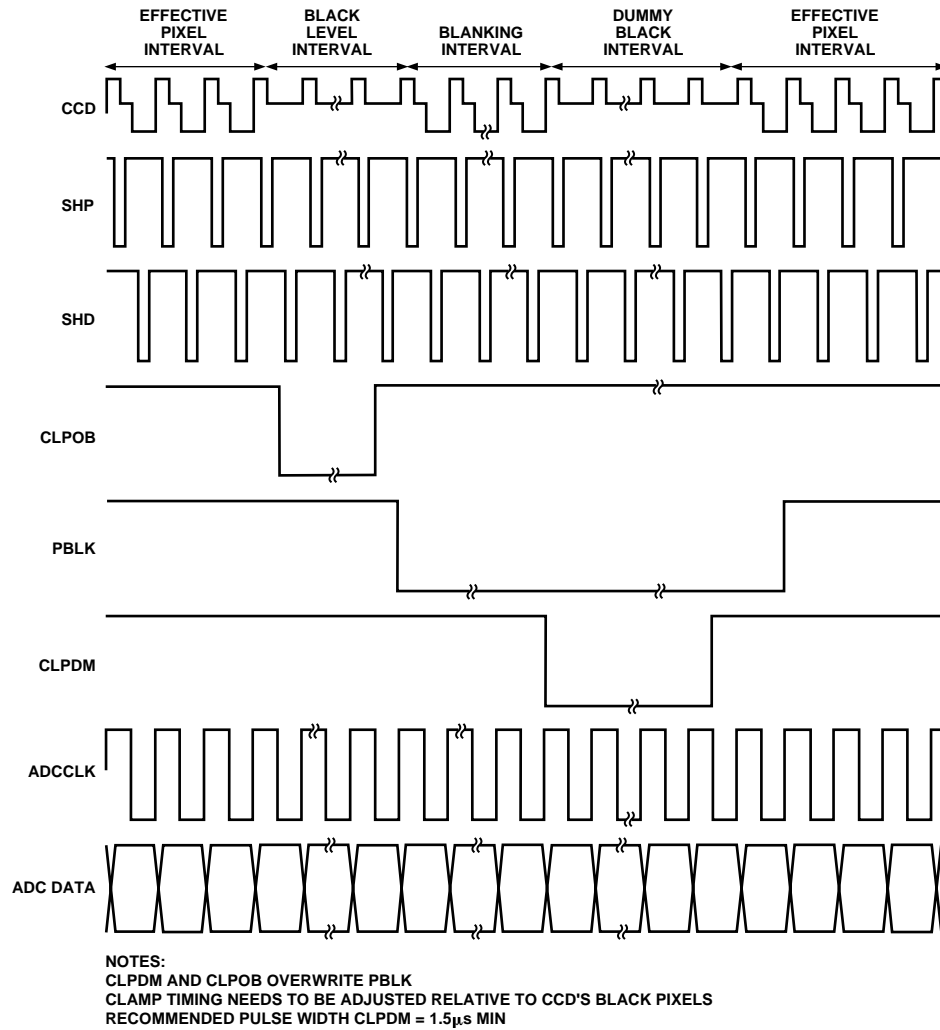 EFFECTIVE
PIXEL
INTERVAL
BLACK
LEVEL
INTERVAL
BLANKING
INTERVAL
DUMMY
BLACK
INTERVAL
EFFECTIVE
PIXEL
INTERVAL
CCD
SHP
SHD
CLPOB
PBLK
CLPDM
ADCCLK
ADC DATA
NOTES:
CLPDM AND CLPOB OVERWRITE PBLK
CLAMP TIMING NEEDS TO BE ADJUSTED RELATIVE TO CCD'S BLACK PIXELS
RECOMMENDED PULSE WIDTH CLPDM = 1.5μs MIN